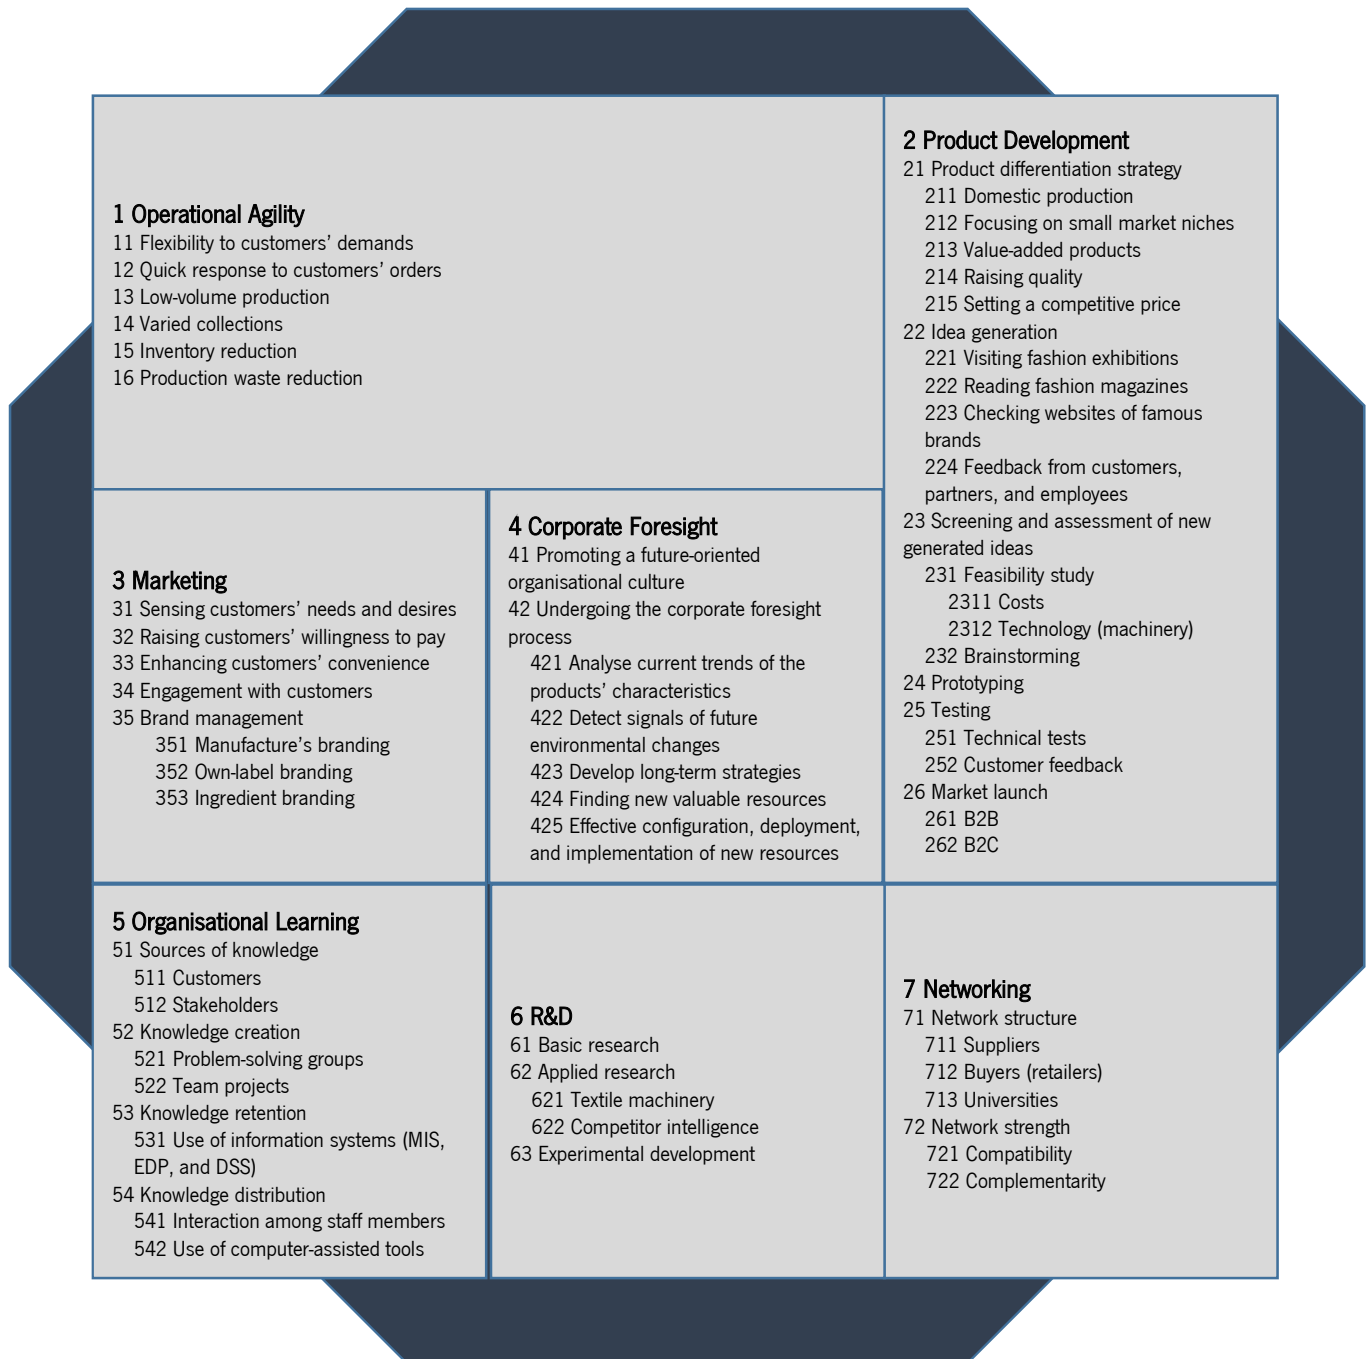 1 Operational Agility
11 Flexibility to customers’ demands
12 Quick response to customers’ orders
13 Low-volume production
14 Varied collections
15 Inventory reduction
16 Production waste reduction
2 Product Development
21 Product differentiation strategy
211 Domestic production
212 Focusing on small market niches
213 Value-added products
214 Raising quality
215 Setting a competitive price
22 Idea generation
221 Visiting fashion exhibitions
222 Reading fashion magazines
223 Checking websites of famous
brands
224 Feedback from customers,
partners, and employees
23 Screening and assessment of new
generated ideas
231 Feasibility study
2311 Costs
2312 Technology (machinery)
232 Brainstorming
24 Prototyping
25 Testing
251 Technical tests
252 Customer feedback
26 Market launch
261 B2B
262 B2C
3 Marketing
31 Sensing customers’ needs and desires
32 Raising customers’ willingness to pay
33 Enhancing customers’ convenience
34 Engagement with customers
35 Brand management
351 Manufacture’s branding
352 Own-label branding
353 Ingredient branding
4 Corporate Foresight
41 Promoting a future-oriented
organisational culture
42 Undergoing the corporate foresight
process
421 Analyse current trends of the
products’ characteristics
422 Detect signals of future
environmental changes
423 Develop long-term strategies
424 Finding new valuable resources
425 Effective configuration, deployment,
and implementation of new resources
5 Organisational Learning
51 Sources of knowledge
511 Customers
512 Stakeholders
52 Knowledge creation
521 Problem-solving groups
522 Team projects
53 Knowledge retention
531 Use of information systems (MIS,
EDP, and DSS)
54 Knowledge distribution
541 Interaction among staff members
542 Use of computer-assisted tools
6 R&D
61 Basic research
62 Applied research
621 Textile machinery
622 Competitor intelligence
63 Experimental development
7 Networking
71 Network structure
711 Suppliers
712 Buyers (retailers)
713 Universities
72 Network strength
721 Compatibility
722 Complementarity